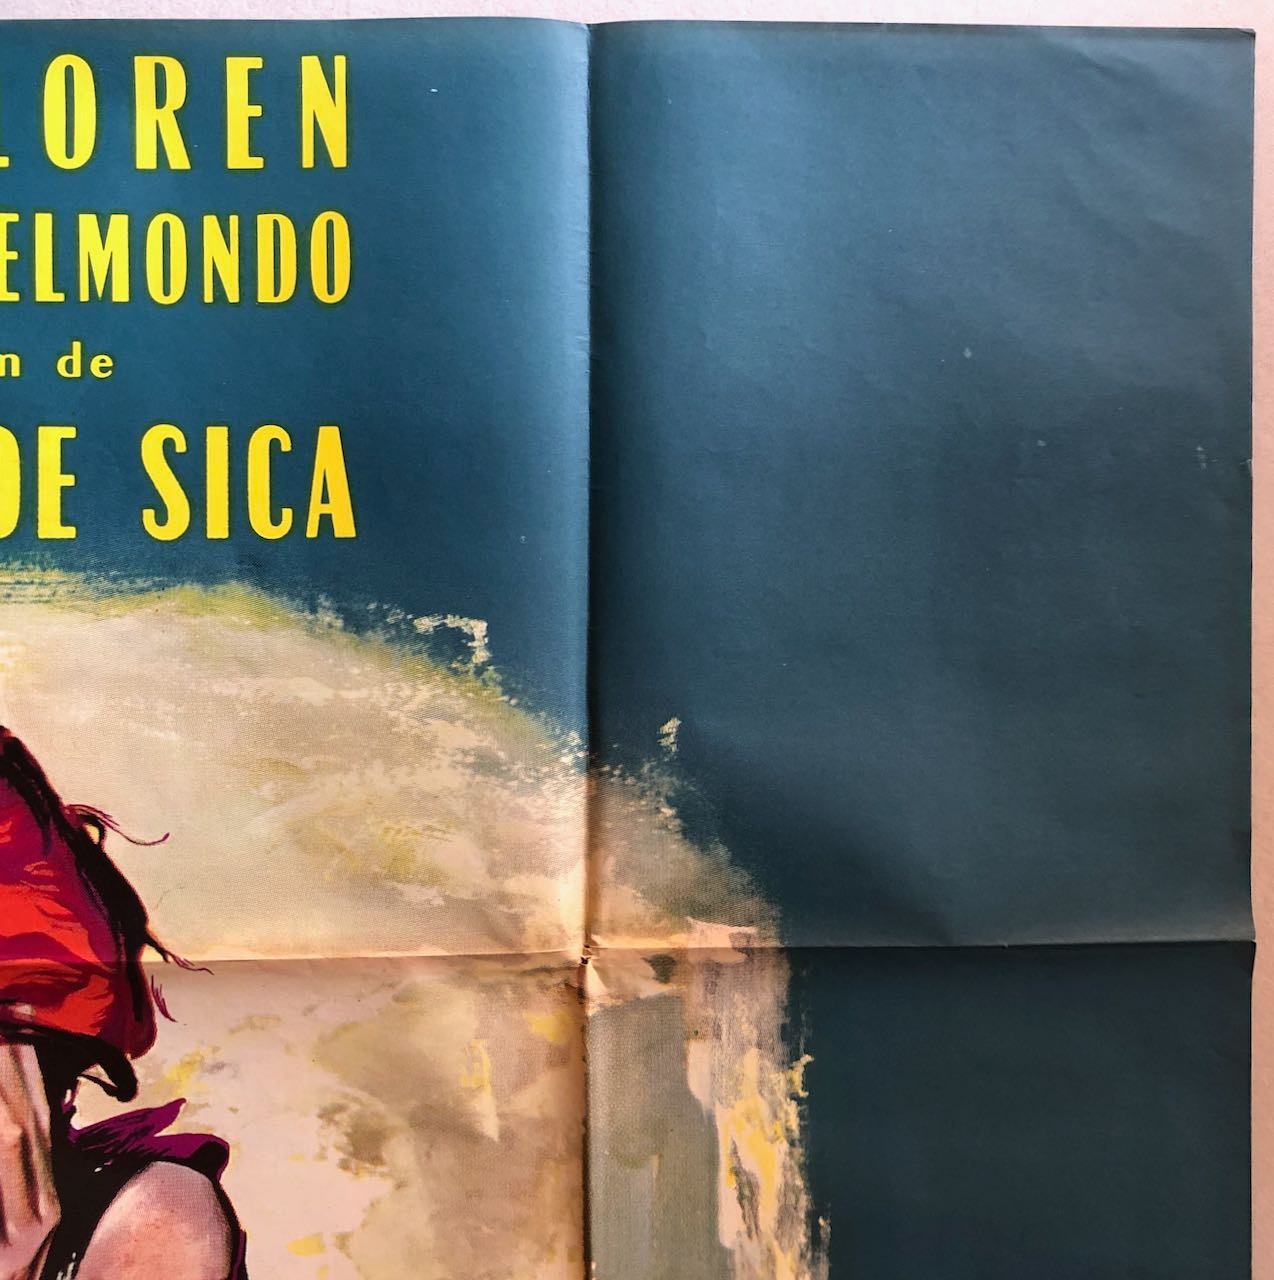 LOREN
ELMONDO
m de
DE SICA